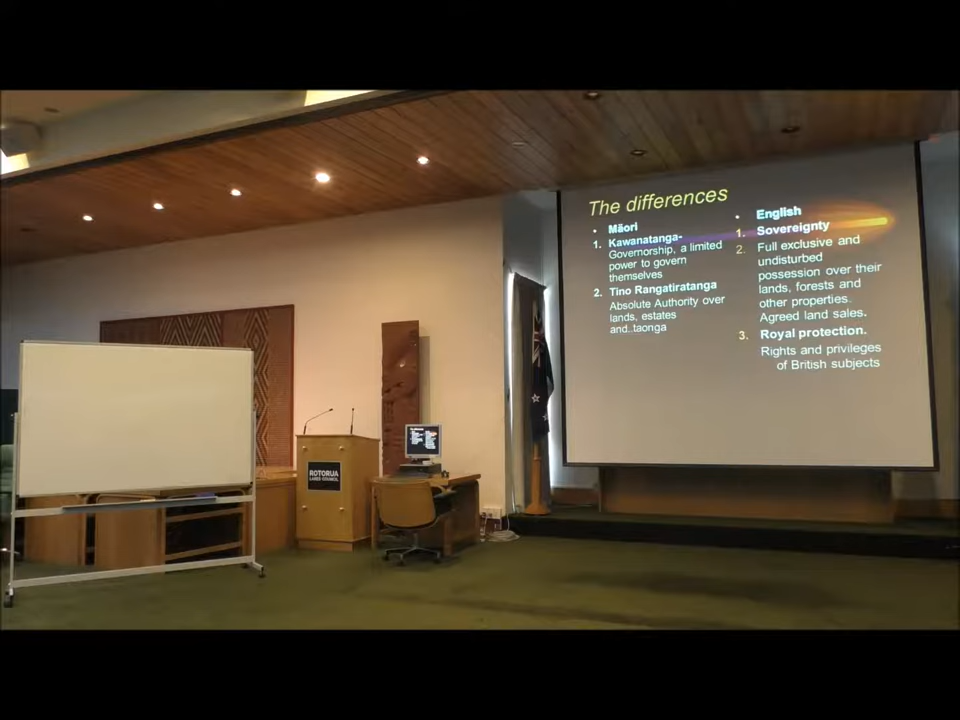 The differences
• Māori
1. Kawanatanga-
Governorship, a limited
power to govern
themselves.
2. Tino Rangatiratanga
Absolute Authority over
lands, estates
and..taonga
• English
1. Sovereignty
2. Full exclusive and
undisturbed
possession over their
lands, forests and
other properties.
Agreed land sales.
3. Royal protection.
Rights and privileges
of British subjects
ROTORUA
LAKES COUNCIL